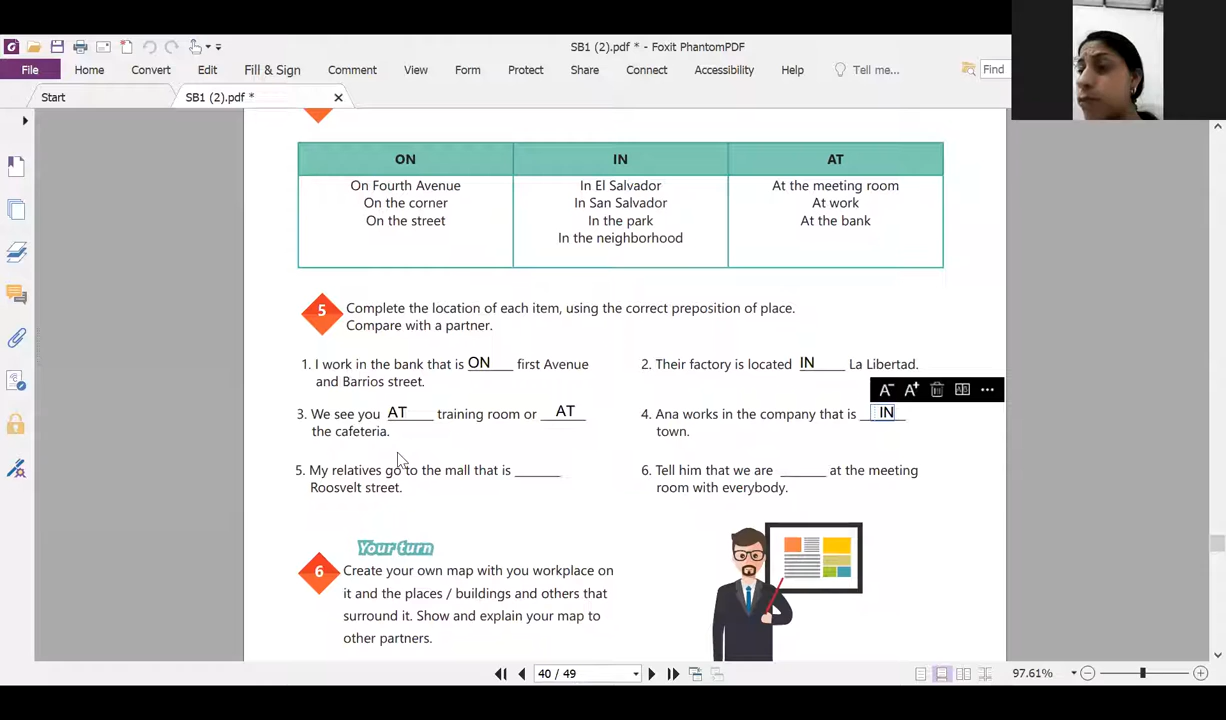 SB1 (2).pdf * - Foxit PhantomPDF
File Home Convert Edit Fill & Sign Comment View Form Protect Share Connect Accessibility Help Tell me... Find
Start SB1 (2).pdf *
ON IN AT
On Fourth Avenue In El Salvador At the meeting room
On the corner In San Salvador At work
On the street In the park At the bank
In the neighborhood
5 Complete the location of each item, using the correct preposition of place.
Compare with a partner.
1. I work in the bank that is ON first Avenue
and Barrios street.
2. Their factory is located IN La Libertad.
A- A+
3. We see you AT training room or AT
the cafeteria.
4. Ana works in the company that is IN
town.
5. My relatives go to the mall that is ______
Roosvelt street.
6. Tell him that we are ______ at the meeting
room with everybody.
Your turn
6 Create your own map with you workplace on
it and the places / buildings and others that
surround it. Show and explain your map to
other partners.
40 / 49 97.61%